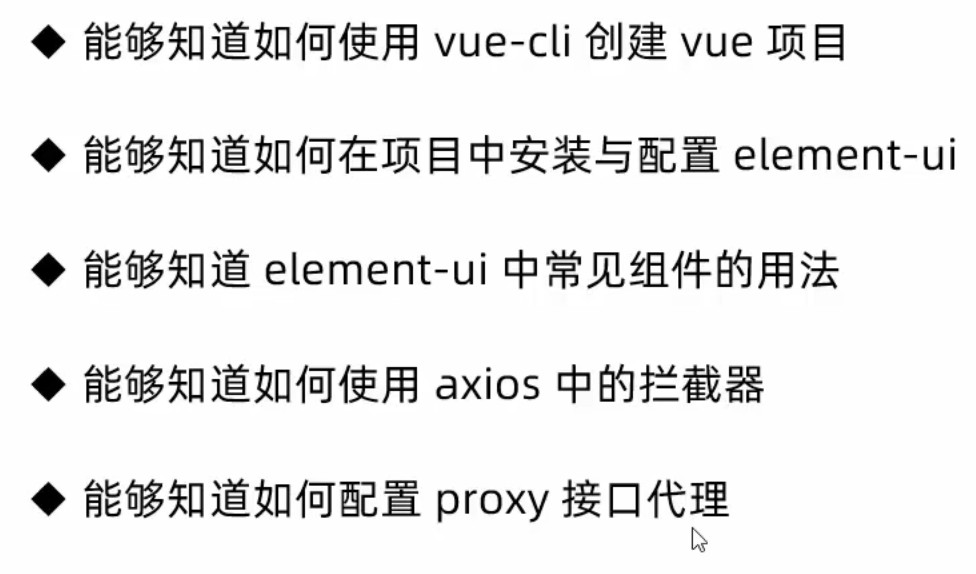 ◆ 能够知道如何使用 vue-cli 创建 vue 项目
◆ 能够知道如何在项目中安装与配置 element-ui
◆ 能够知道 element-ui 中常见组件的用法
◆ 能够知道如何使用 axios 中的拦截器
◆ 能够知道如何配置 proxy 接口代理